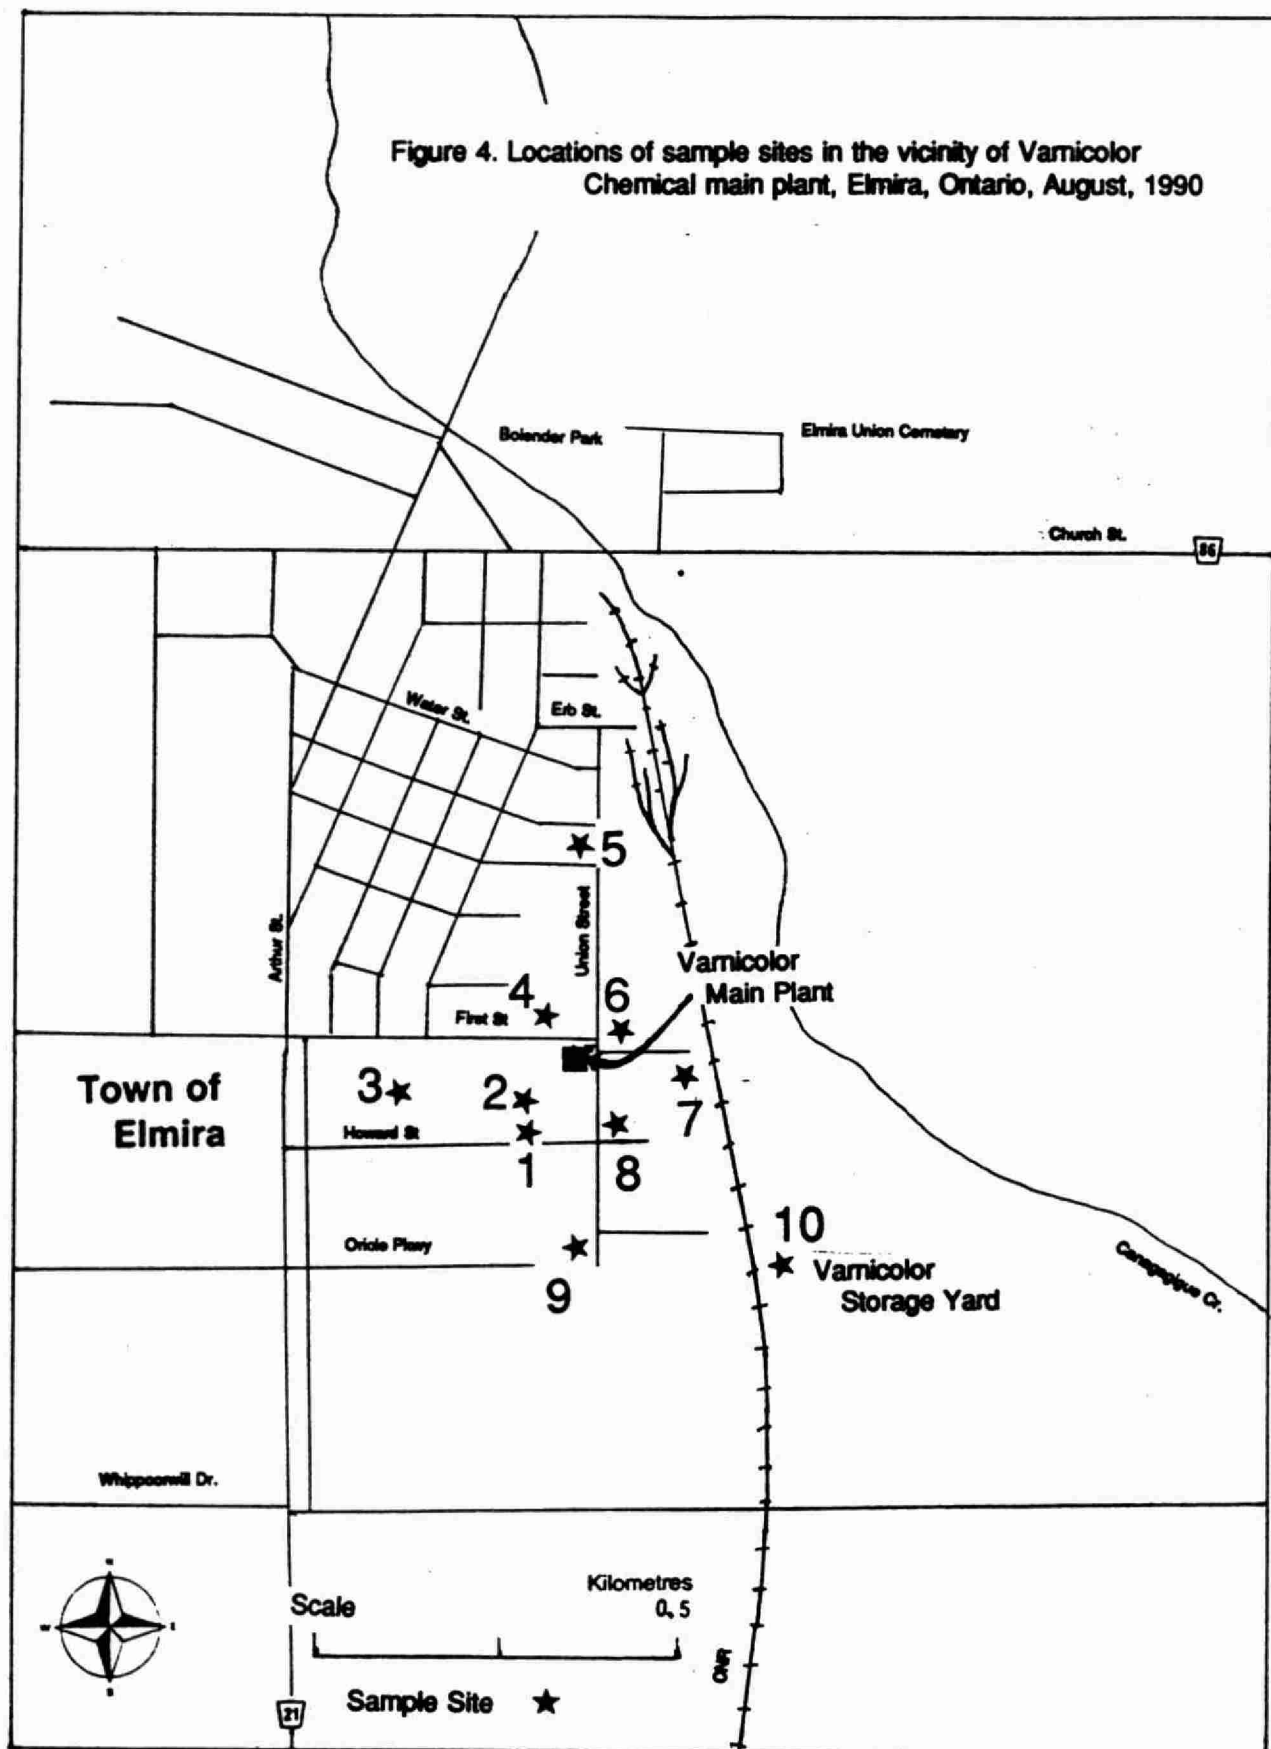 Figure 4. Locations of sample sites in the vicinity of Varnicolor
Chemical main plant, Elmira, Ontario, August, 1990
Bolender Park
Elmira Union Cemetery
Church St.
86
Water St.
Erb St.
5
Arthur St.
Union Street
Varnicolor
Main Plant
4
6
First St
Town of
Elmira
3
2
7
Howard St
1
8
10
Oriole Pkwy
9
Varnicolor
Storage Yard
Canagagigue Cr.
Whippoorwill Dr.
N
W
E
S
Scale
Kilometres
0.5
CNR
Sample Site
21